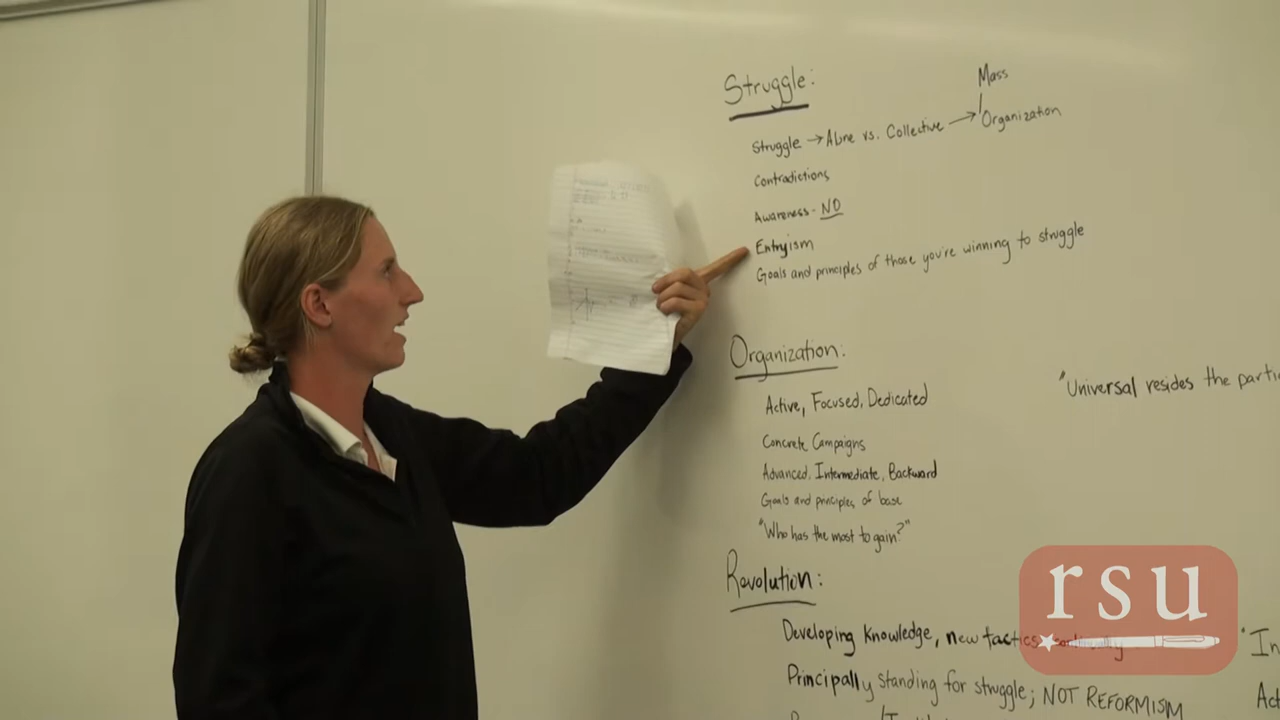 Struggle:
Mass
Struggle → Alone vs. Collective → Organization
Contradictions
Awareness - NO
Entryism
Goals and principles of those you're winning to struggle
Organization:
Active, Focused, Dedicated
"Universal resides the parti
Concrete Campaigns
Advanced, Intermediate, Backward
Goals and principles of base
"Who has the most to gain?"
Revolution:
Developing knowledge, new tactics
"In
Principally standing for struggle; NOT REFORMISM
Act
rsu